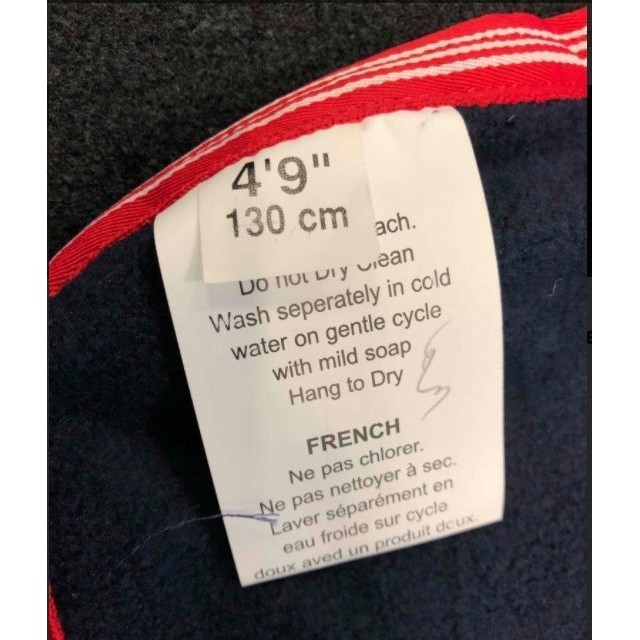 4'9"
130 cm
ach.
Do not Dry Clean
Wash seperately in cold
water on gentle cycle
with mild soap
Hang to Dry
FRENCH
Ne pas chlorer.
Ne pas nettoyer à sec.
Laver séparément en
eau froide sur cycle
doux aved un produit doux.